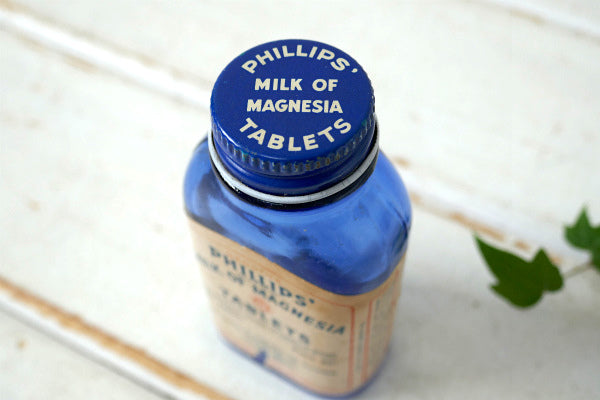 PHILLIPS'
MILK OF
MAGNESIA
TABLETS
PHILLIPS'
MILK OF MAGNESIA
TABLETS